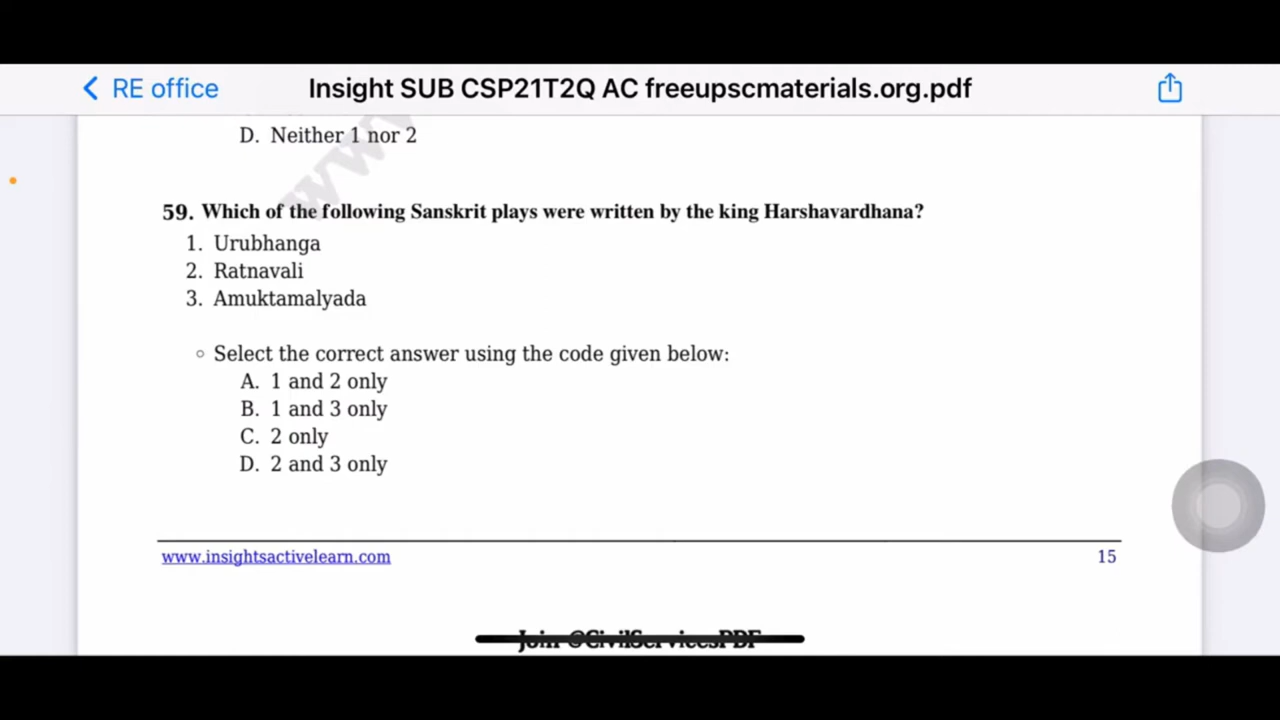 RE office
Insight SUB CSP21T2Q AC freeupscmaterials.org.pdf
D. Neither 1 nor 2
www
59. Which of the following Sanskrit plays were written by the king Harshavardhana?
1. Urubhanga
2. Ratnavali
3. Amuktamalyada
Select the correct answer using the code given below:
A. 1 and 2 only
B. 1 and 3 only
C. 2 only
D. 2 and 3 only
www.insightsactivelearn.com 15
Join @CivilServicesPDF